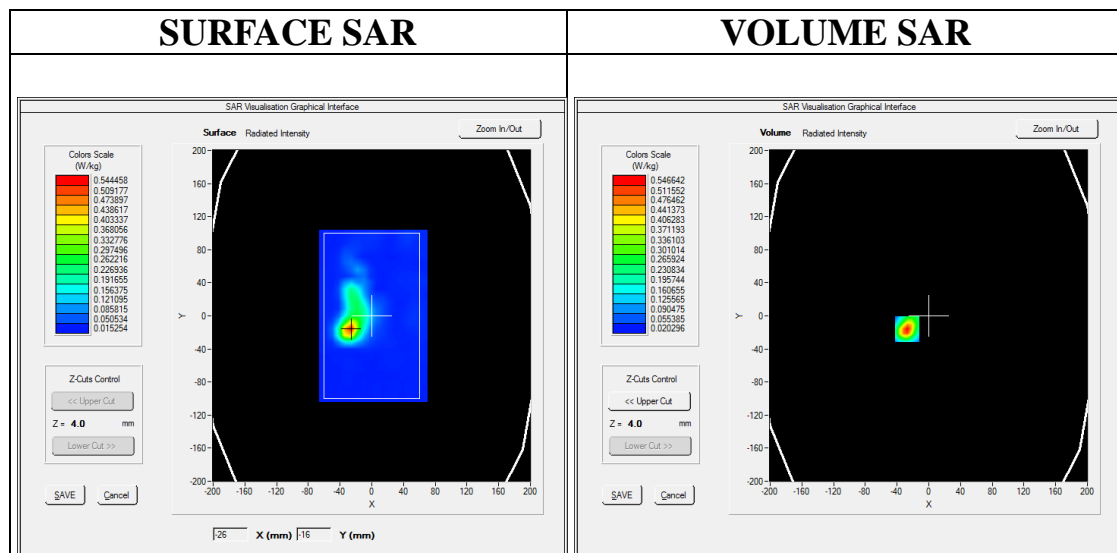 SURFACE SAR
VOLUME SAR
SAR Visualisation Graphical Interface
Surface Radiated Intensity
Zoom In/Out
Colors Scale
(W/kg)
0.544458
0.509177
0.473897
0.438617
0.403337
0.368056
0.332776
0.297496
0.262216
0.226936
0.191655
0.156375
0.121095
0.085815
0.050534
0.015254
Z-Cuts Control
<< Upper Cut
Z = 4.0 mm
Lower Cut >>
SAVE Cancel
200
160
120
80
40
0
-40
-80
-120
-160
-200
Y
-200 -160 -120 -80 -40 0 40 80 120 160 200
X
-26 X (mm) -16 Y (mm)
SAR Visualisation Graphical Interface
Volume Radiated Intensity
Zoom In/Out
Colors Scale
(W/kg)
0.546642
0.511552
0.476462
0.441373
0.406283
0.371193
0.336103
0.301014
0.265924
0.230834
0.195744
0.160655
0.125565
0.090475
0.055385
0.020296
Z-Cuts Control
<< Upper Cut
Z = 4.0 mm
Lower Cut >>
SAVE Cancel
200
160
120
80
40
0
-40
-80
-120
-160
-200
Y
-200 -160 -120 -80 -40 0 40 80 120 160 200
X